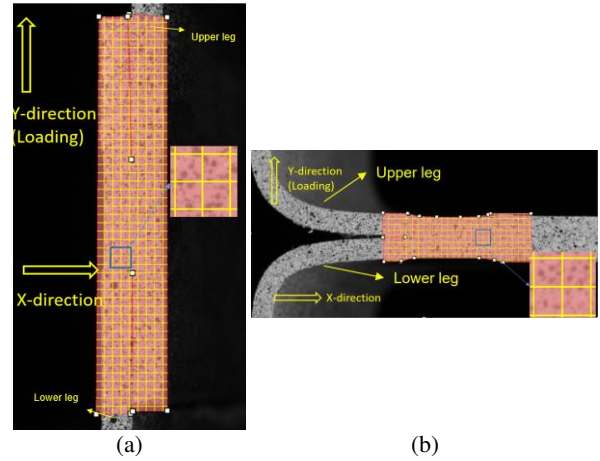 Upper leg
Y-direction
(Loading)
X-direction
Lower leg
(a)
Y-direction
(Loading)
Upper leg
Lower leg
X-direction
(b)